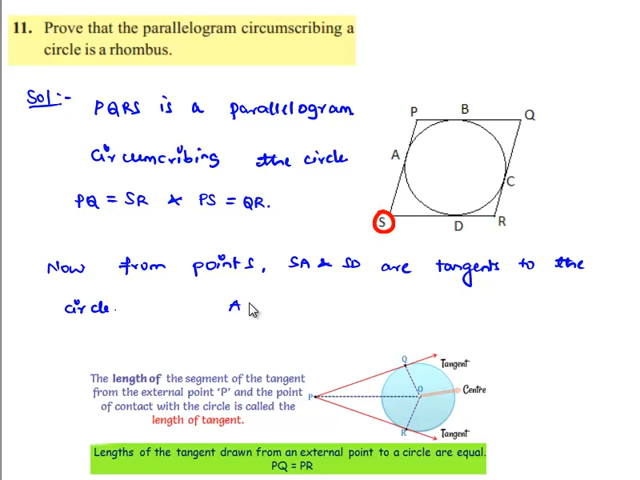 11. Prove that the parallelogram circumscribing a
circle is a rhombus.
Sol:-
PQRS is a parallelogram
circumcribing the circle
PQ = SR & PS = QR.
P B Q
A
C
S D R
Now from point S, SA & SD are tangents to the
circle. A
The length of the segment of the tangent
from the external point 'P' and the point
of contact with the circle is called the
length of tangent.
Q Tangent
O Centre
P
R Tangent
Lengths of the tangent drawn from an external point to a circle are equal.
PQ = PR